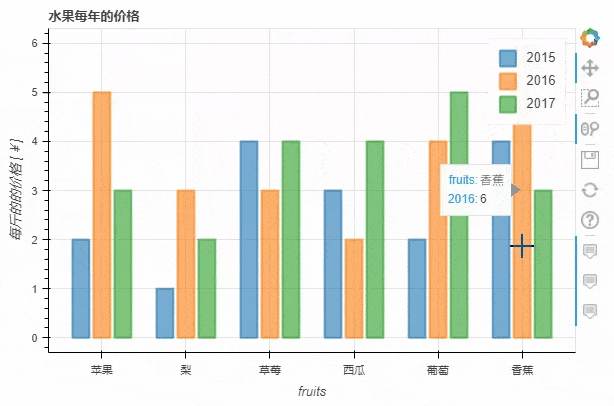 水果每年的价格
6
5
4
3
2
1
0
每斤的的价格 [ ¥ ]
2015
2016
2017
fruits: 香蕉
2016: 6
苹果
梨
草莓
西瓜
葡萄
香蕉
fruits